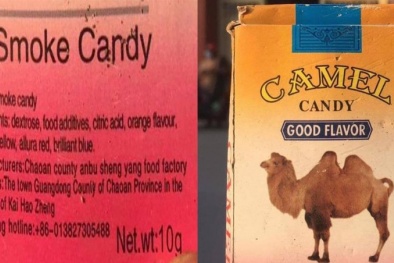 Smoke Candy
moke candy
ts: dextrose, food additives, citric acid, orange flavour,
ellow, allura red, brilliant blue.
cturers:Chaoan county anbu sheng yang food factory
s:The town Guangdong County of Chaoan Province in the
of Kai Hao Zheng
g hotline:+86-013827305488
Net.wt:10g
CAMEL
CANDY
GOOD FLAVOR